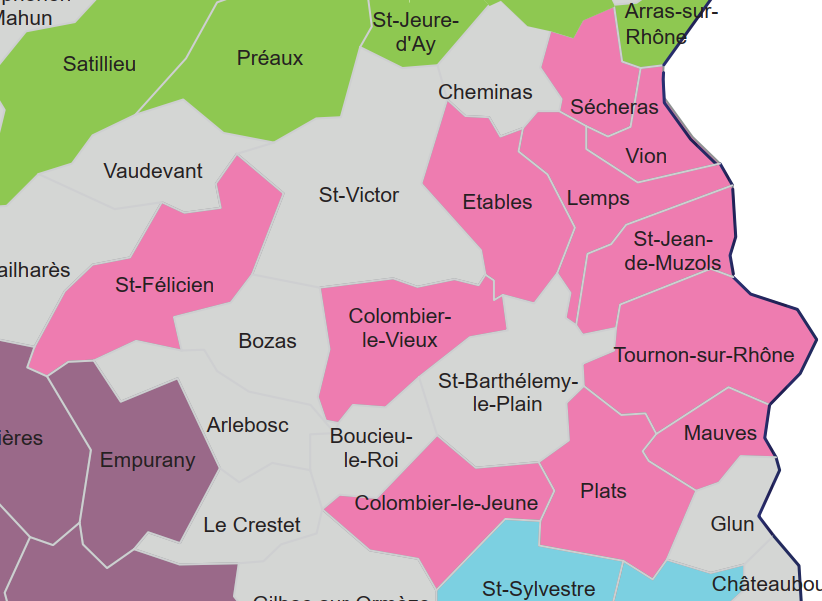 Mahun
St-Jeure-
d'Ay
Arras-sur-
Rhône
Satillieu
Préaux
Cheminas
Sécheras
Vion
Vaudevant
St-Victor
Etables
Lemps
St-Jean-
de-Muzols
ailharès
St-Félicien
Colombier-
le-Vieux
Bozas
Tournon-sur-Rhône
St-Barthélemy-
le-Plain
Arlebosc
Boucieu-
le-Roi
Mauves
ières
Empurany
Plats
Colombier-le-Jeune
Le Crestet
Glun
St-Sylvestre
Châteaubou